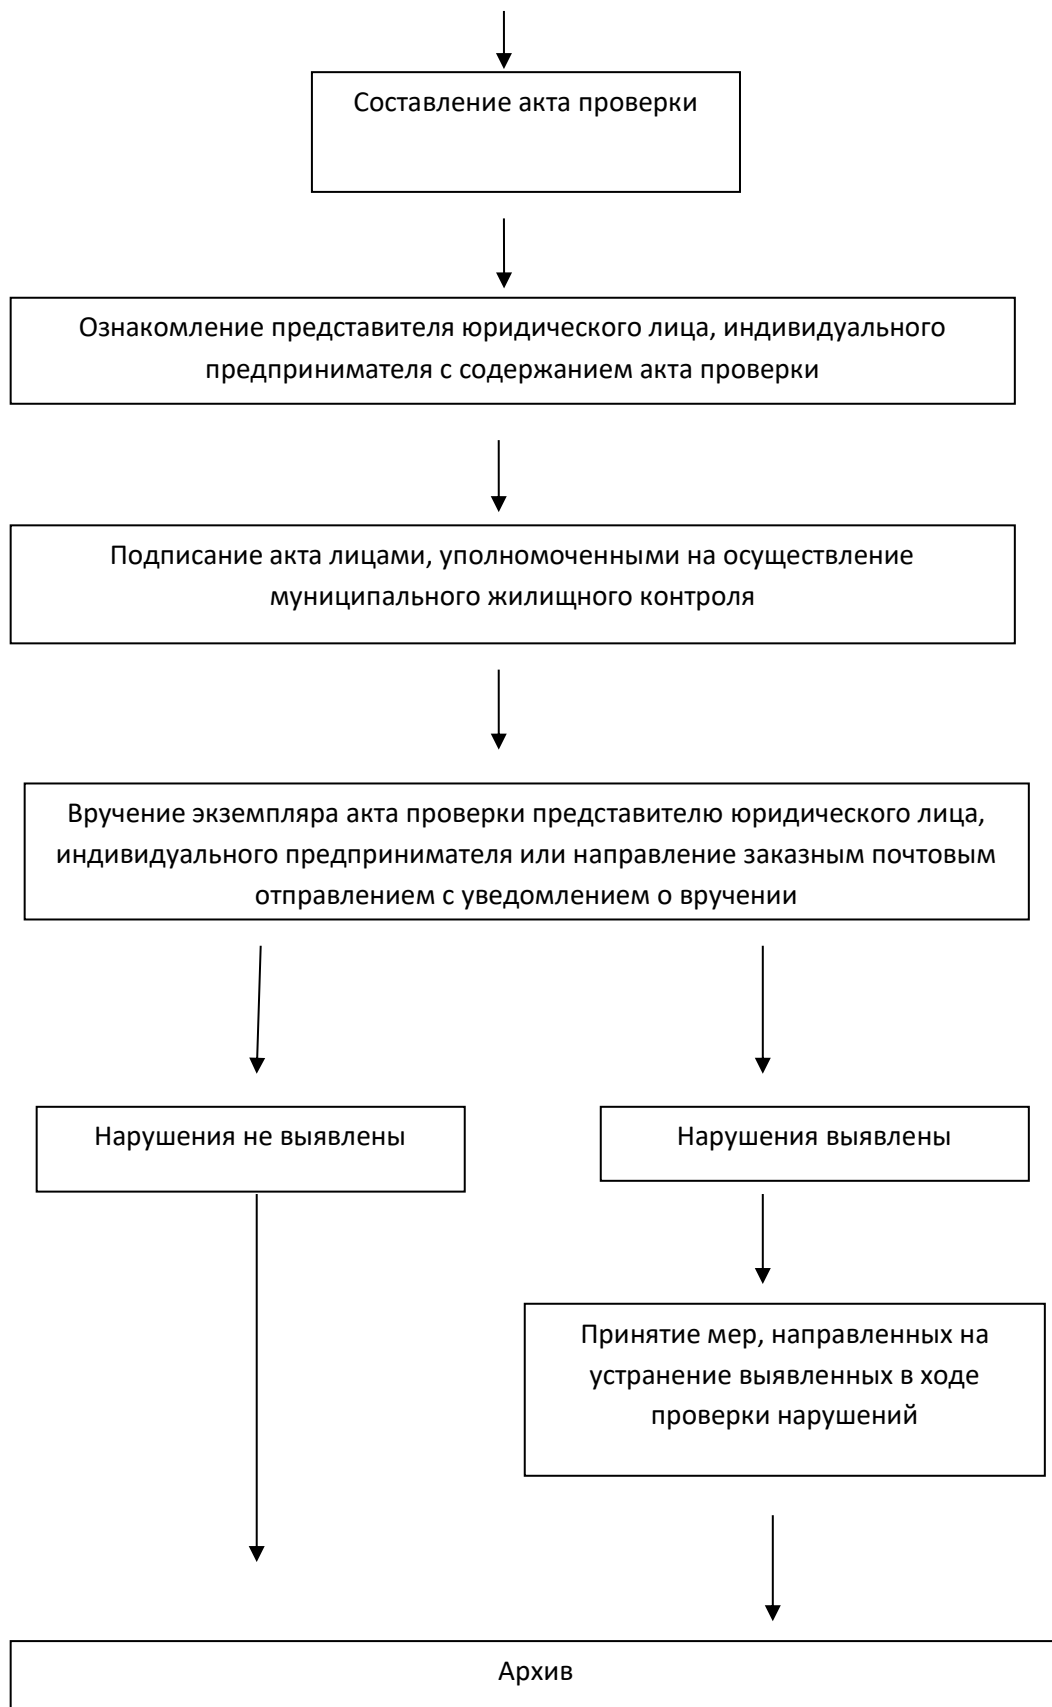 Составление акта проверки
Ознакомление представителя юридического лица, индивидуального
предпринимателя с содержанием акта проверки
Подписание акта лицами, уполномоченными на осуществление
муниципального жилищного контроля
Вручение экземпляра акта проверки представителю юридического лица,
индивидуального предпринимателя или направление заказным почтовым
отправлением с уведомлением о вручении
Нарушения не выявлены
Нарушения выявлены
Принятие мер, направленных на
устранение выявленных в ходе
проверки нарушений
Архив